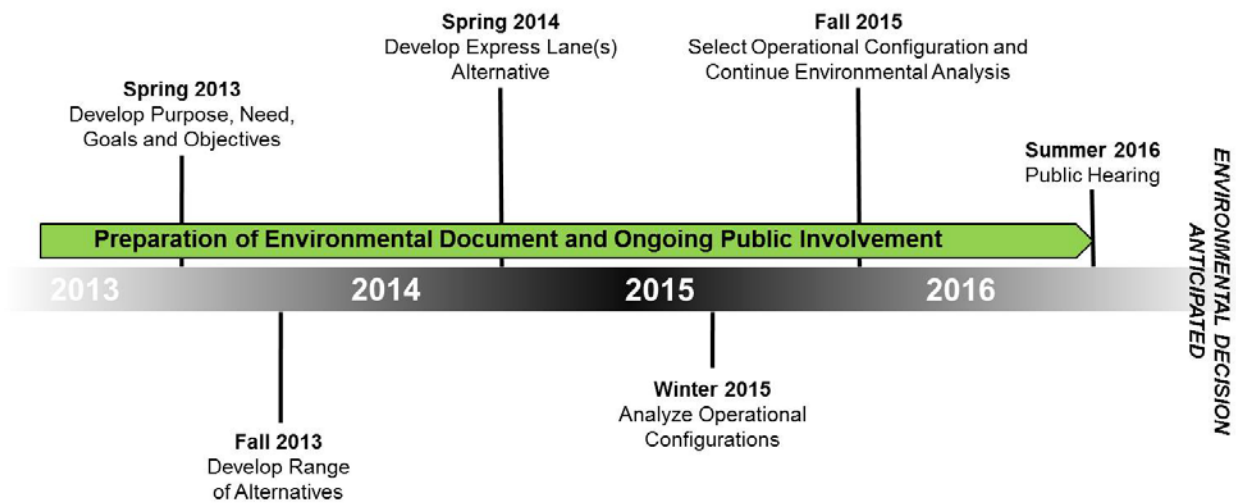 Spring 2013
Develop Purpose, Need,
Goals and Objectives
Spring 2014
Develop Express Lane(s)
Alternative
Fall 2015
Select Operational Configuration and
Continue Environmental Analysis
Summer 2016
Public Hearing
Preparation of Environmental Document and Ongoing Public Involvement
2013
2014
2015
2016
Fall 2013
Develop Range
of Alternatives
Winter 2015
Analyze Operational
Configurations
ENVIRONMENTAL DECISION
ANTICIPATED